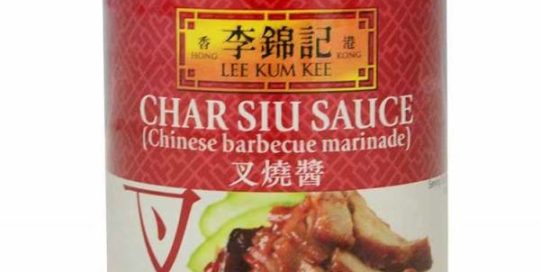 香 李錦記 港
HONG KONG
LEE KUM KEE
CHAR SIU SAUCE
(Chinese barbecue marinade)
叉燒醬
叉